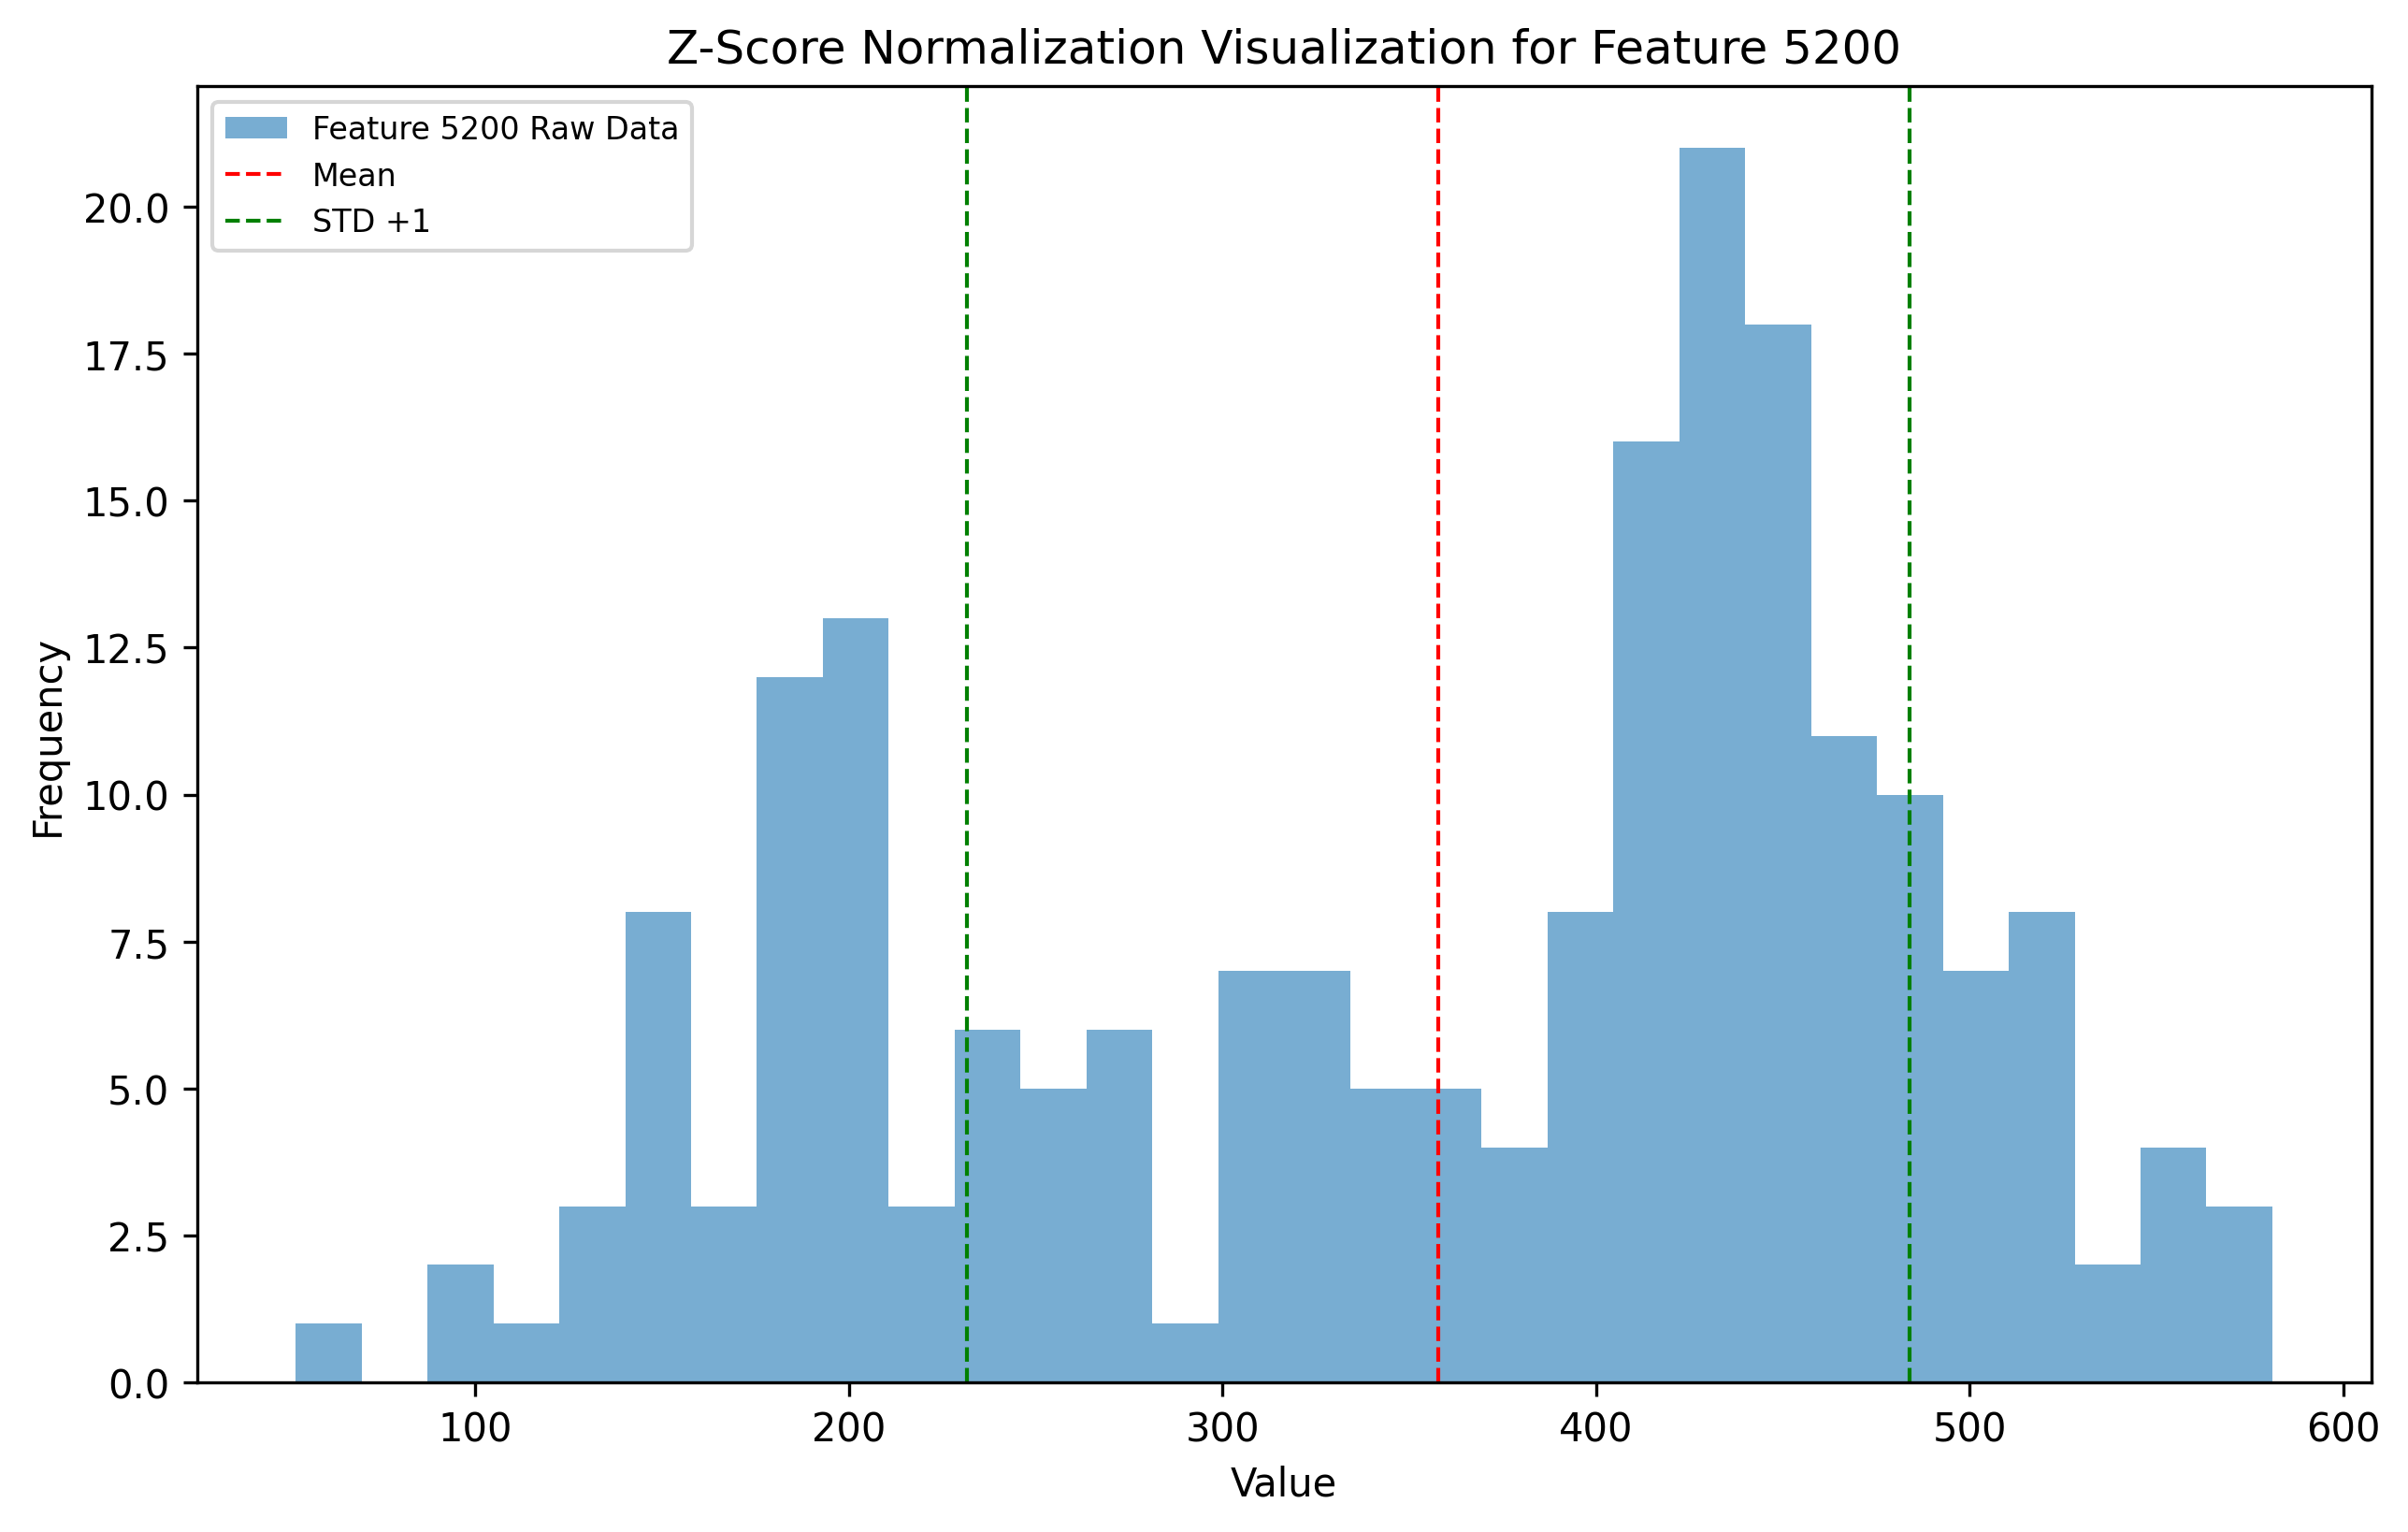 Z-Score Normalization Visualization for Feature 5200
Feature 5200 Raw Data
Mean
STD +1
20.0
17.5
15.0
12.5
10.0
7.5
5.0
2.5
0.0
Frequency
100 200 300 400 500 600
Value